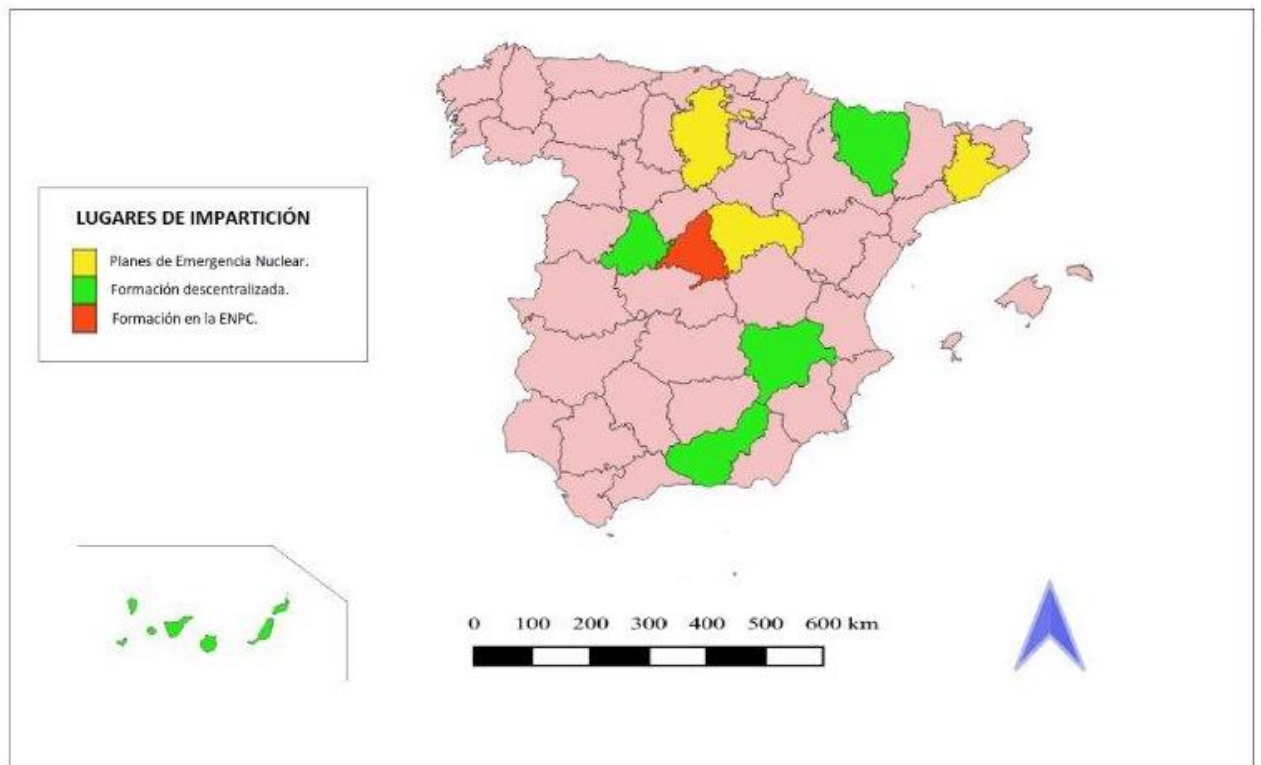 LUGARES DE IMPARTICIÓN
Planes de Emergencia Nuclear.
Formación descentralizada.
Formación en la ENPC.
0 100 200 300 400 500 600 km